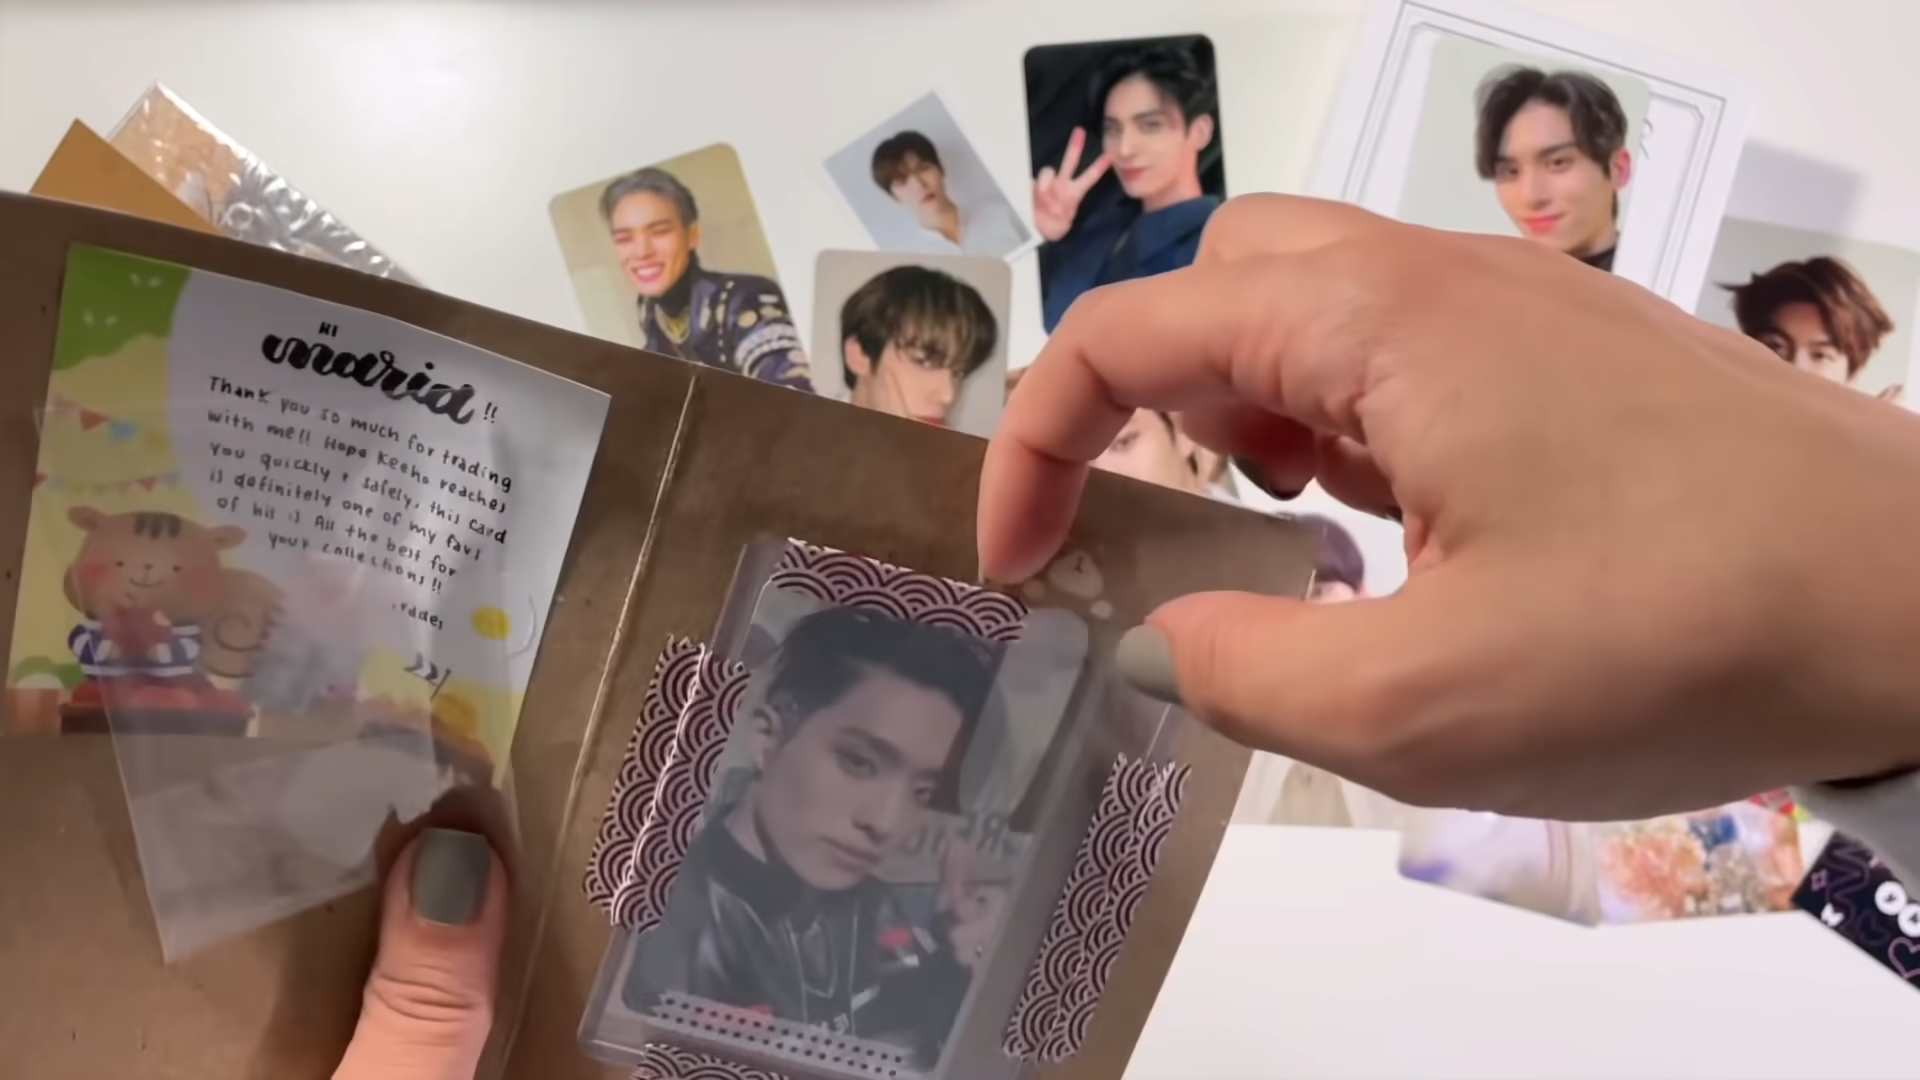 HI
maria!!
Thank you so much for trading
with me!! Hope Keeho reaches
you quickly + safely, this card
is definitely one of my favs
of his :) All the best for
your collections!!